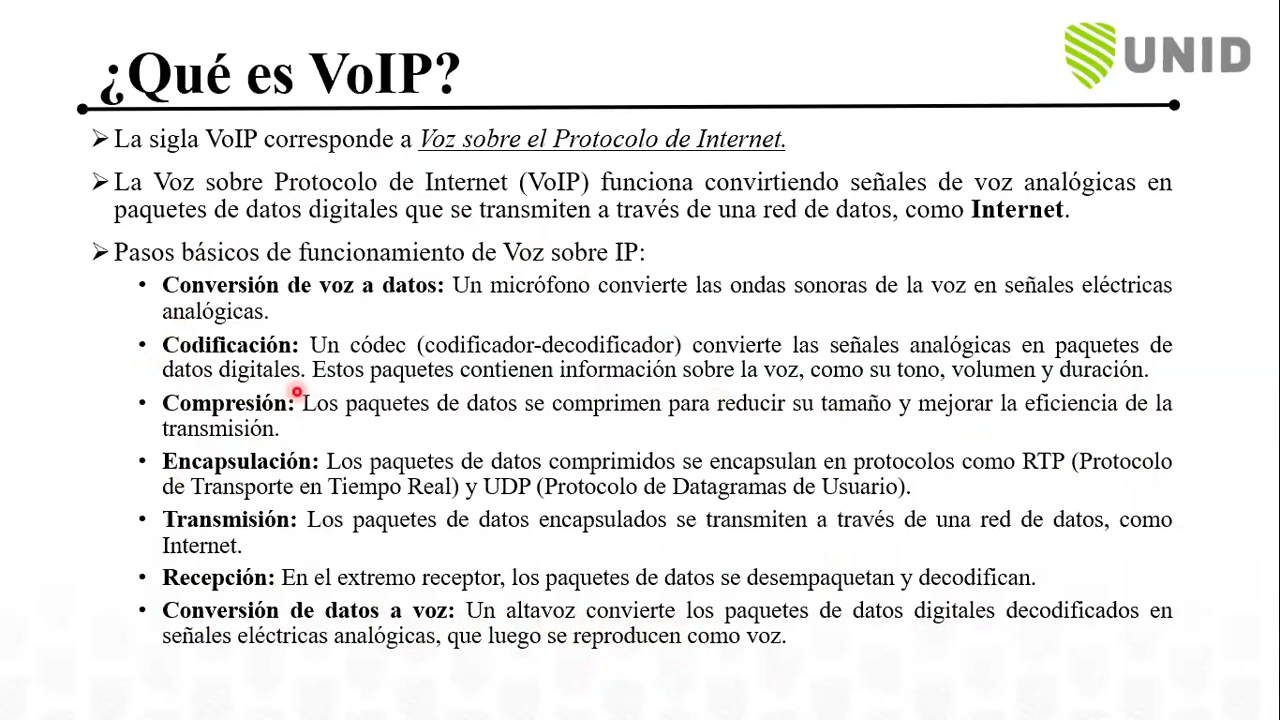 ¿Qué es VoIP?
UNID
La sigla VoIP corresponde a Voz sobre el Protocolo de Internet.
La Voz sobre Protocolo de Internet (VoIP) funciona convirtiendo señales de voz analógicas en
paquetes de datos digitales que se transmiten a través de una red de datos, como Internet.
Pasos básicos de funcionamiento de Voz sobre IP:
Conversión de voz a datos: Un micrófono convierte las ondas sonoras de la voz en señales eléctricas
analógicas.
Codificación: Un códec (codificador-decodificador) convierte las señales analógicas en paquetes de
datos digitales. Estos paquetes contienen información sobre la voz, como su tono, volumen y duración.
Compresión: Los paquetes de datos se comprimen para reducir su tamaño y mejorar la eficiencia de la
transmisión.
Encapsulación: Los paquetes de datos comprimidos se encapsulan en protocolos como RTP (Protocolo
de Transporte en Tiempo Real) y UDP (Protocolo de Datagramas de Usuario).
Transmisión: Los paquetes de datos encapsulados se transmiten a través de una red de datos, como
Internet.
Recepción: En el extremo receptor, los paquetes de datos se desempaquetan y decodifican.
Conversión de datos a voz: Un altavoz convierte los paquetes de datos digitales decodificados en
señales eléctricas analógicas, que luego se reproducen como voz.